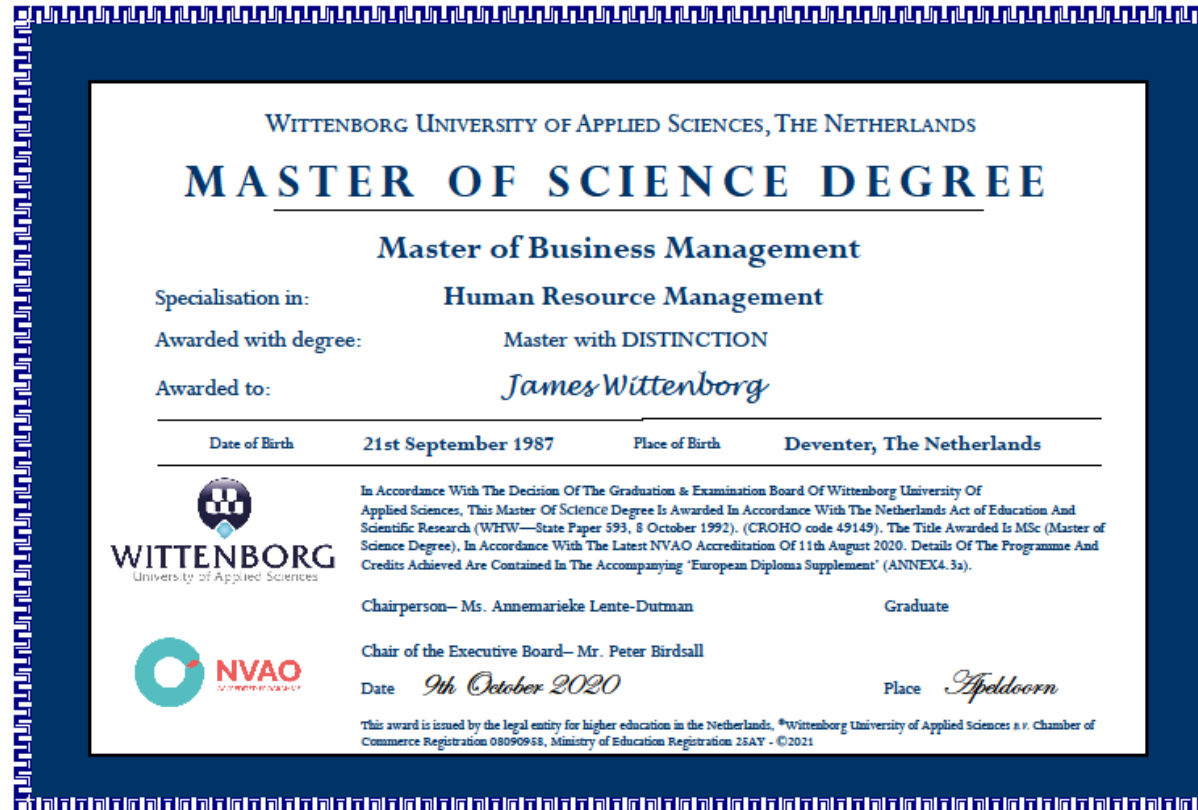 WITTENBORG UNIVERSITY OF APPLIED SCIENCES, THE NETHERLANDS
MASTER OF SCIENCE DEGREE
Master of Business Management
Specialisation in: Human Resource Management
Awarded with degree: Master with DISTINCTION
Awarded to: James Wittenborg
Date of Birth 21st September 1987 Place of Birth Deventer, The Netherlands
In Accordance With The Decision Of The Graduation & Examination Board Of Wittenborg University Of
Applied Sciences, This Master Of Science Degree Is Awarded In Accordance With The Netherlands Act of Education And
Scientific Research (WHW—State Paper 593, 8 October 1992). (CROHO code 49149). The Title Awarded Is MSc (Master of
Science Degree), In Accordance With The Latest NVAO Accreditation Of 11th August 2020. Details Of The Programme And
Credits Achieved Are Contained In The Accompanying ‘European Diploma Supplement’ (ANNEX4.3a).
WITTENBORG
University of Applied Sciences
Chairperson– Ms. Annemarieke Lente-Dutman Graduate
Chair of the Executive Board– Mr. Peter Birdsall
NVAO
ACCREDITED PROGRAMME
Date 9th October 2020 Place Apeldoorn
This award is issued by the legal entity for higher education in the Netherlands, ®Wittenborg University of Applied Sciences B.V. Chamber of
Commerce Registration 08090958, Ministry of Education Registration 25AY - ©2021